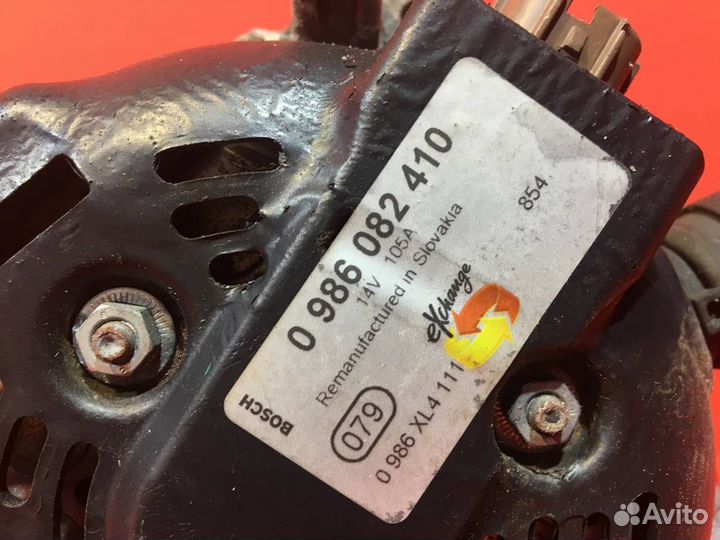 0 986 082 410
14V 105A
Remanufactured in Slovakia
854
BOSCH
079
eXchange
0 986 XL4 111
Avito